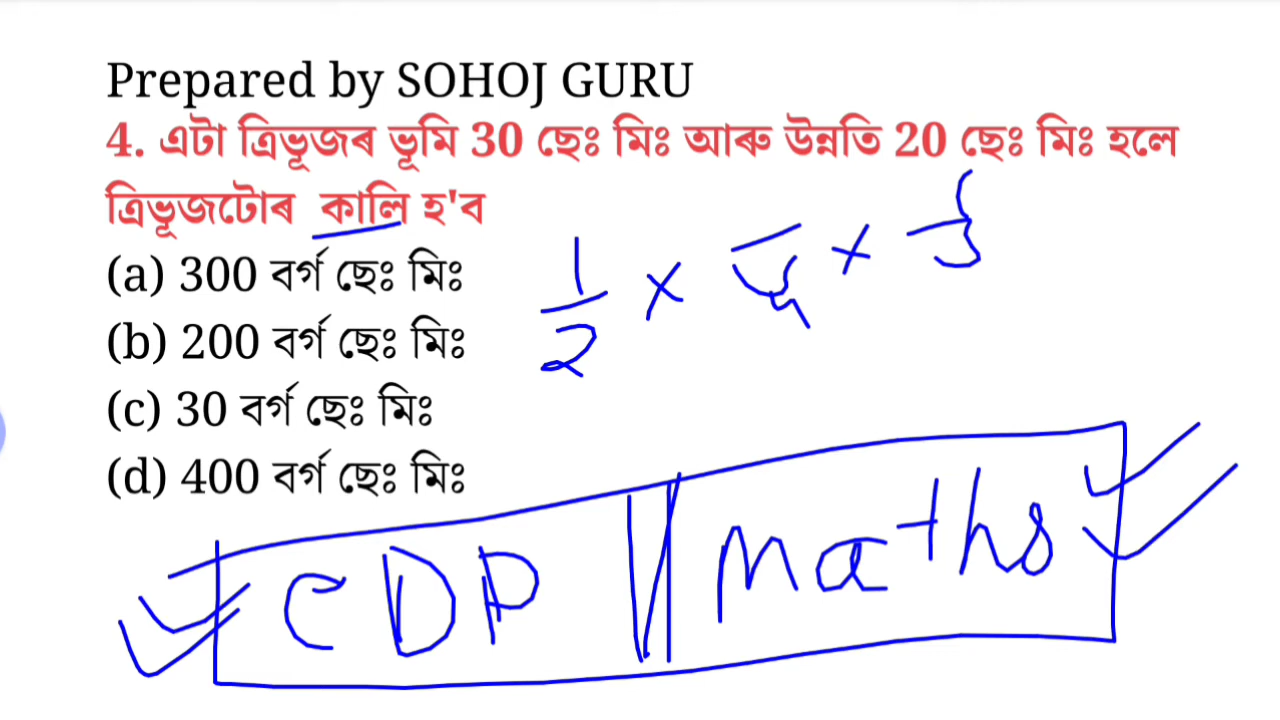 Prepared by SOHOJ GURU
4. এটা ত্ৰিভূজৰ ভূমি 30 ছেঃ মিঃ আৰু উন্নতি 20 ছেঃ মিঃ হলে
ত্ৰিভূজটোৰ কালি হ'ব
(a) 300 বৰ্গ ছেঃ মিঃ
(b) 200 বৰ্গ ছেঃ মিঃ
(c) 30 বৰ্গ ছেঃ মিঃ
(d) 400 বৰ্গ ছেঃ মিঃ
1/2 × ভূ × উ
CDP Maths